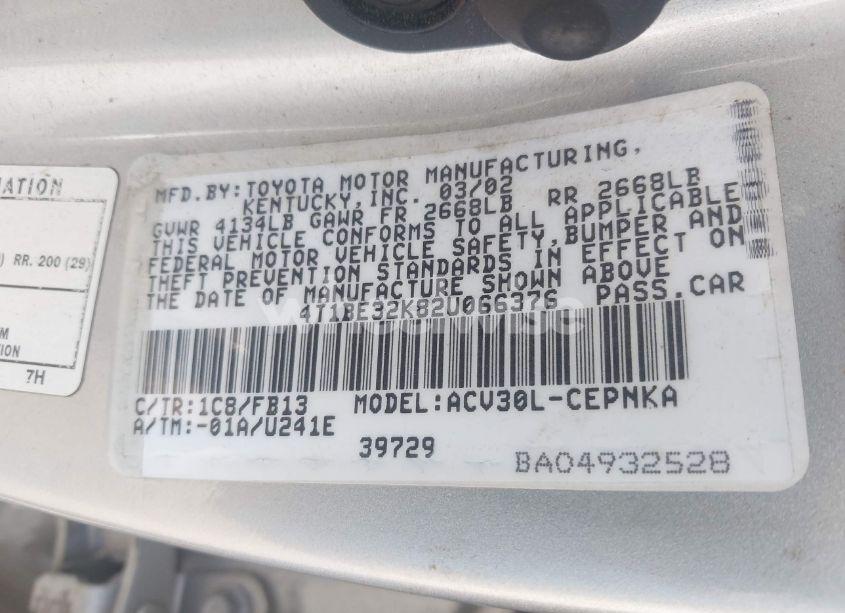 MFD.BY:TOYOTA MOTOR MANUFACTURING,
KENTUCKY,INC. 03/02
GVWR 4134LB GAWR FR 2668LB RR 2668LB
THIS VEHICLE CONFORMS TO ALL APPLICABLE
FEDERAL MOTOR VEHICLE SAFETY,BUMPER AND
THEFT PREVENTION STANDARDS IN EFFECT ON
THE DATE OF MANUFACTURE SHOWN ABOVE
4T1BE32K82U066376 PASS.CAR
C/TR:1C8/FB13 MODEL:ACV30L-CEPNKA
A/TM:-01A/U241E
39729 BA04932528
RR. 200 (29)
7H